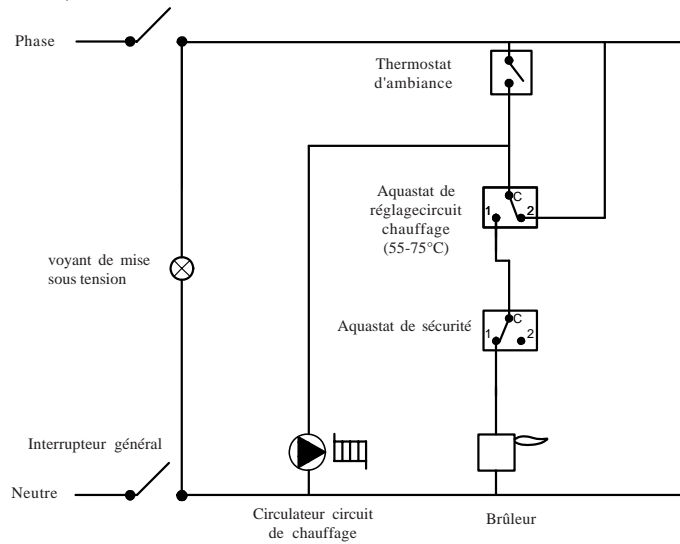 Phase
Thermostat
d'ambiance
C
Aquastat de
réglagecircuit
chauffage
(55-75°C)
1
2
voyant de mise
sous tension
C
Aquastat de sécurité
1
2
Interrupteur général
Neutre
Circulateur circuit
de chauffage
Brûleur